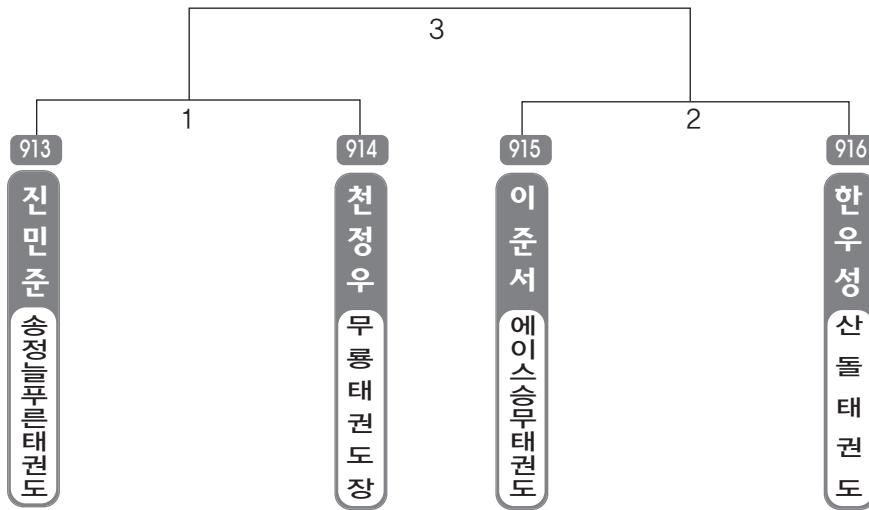 3
1
2
913
진민준
송정늘푸른태권도
914
천정우
무룡태권도장
915
이준서
에이스승무태권도
916
한우성
산돌태권도